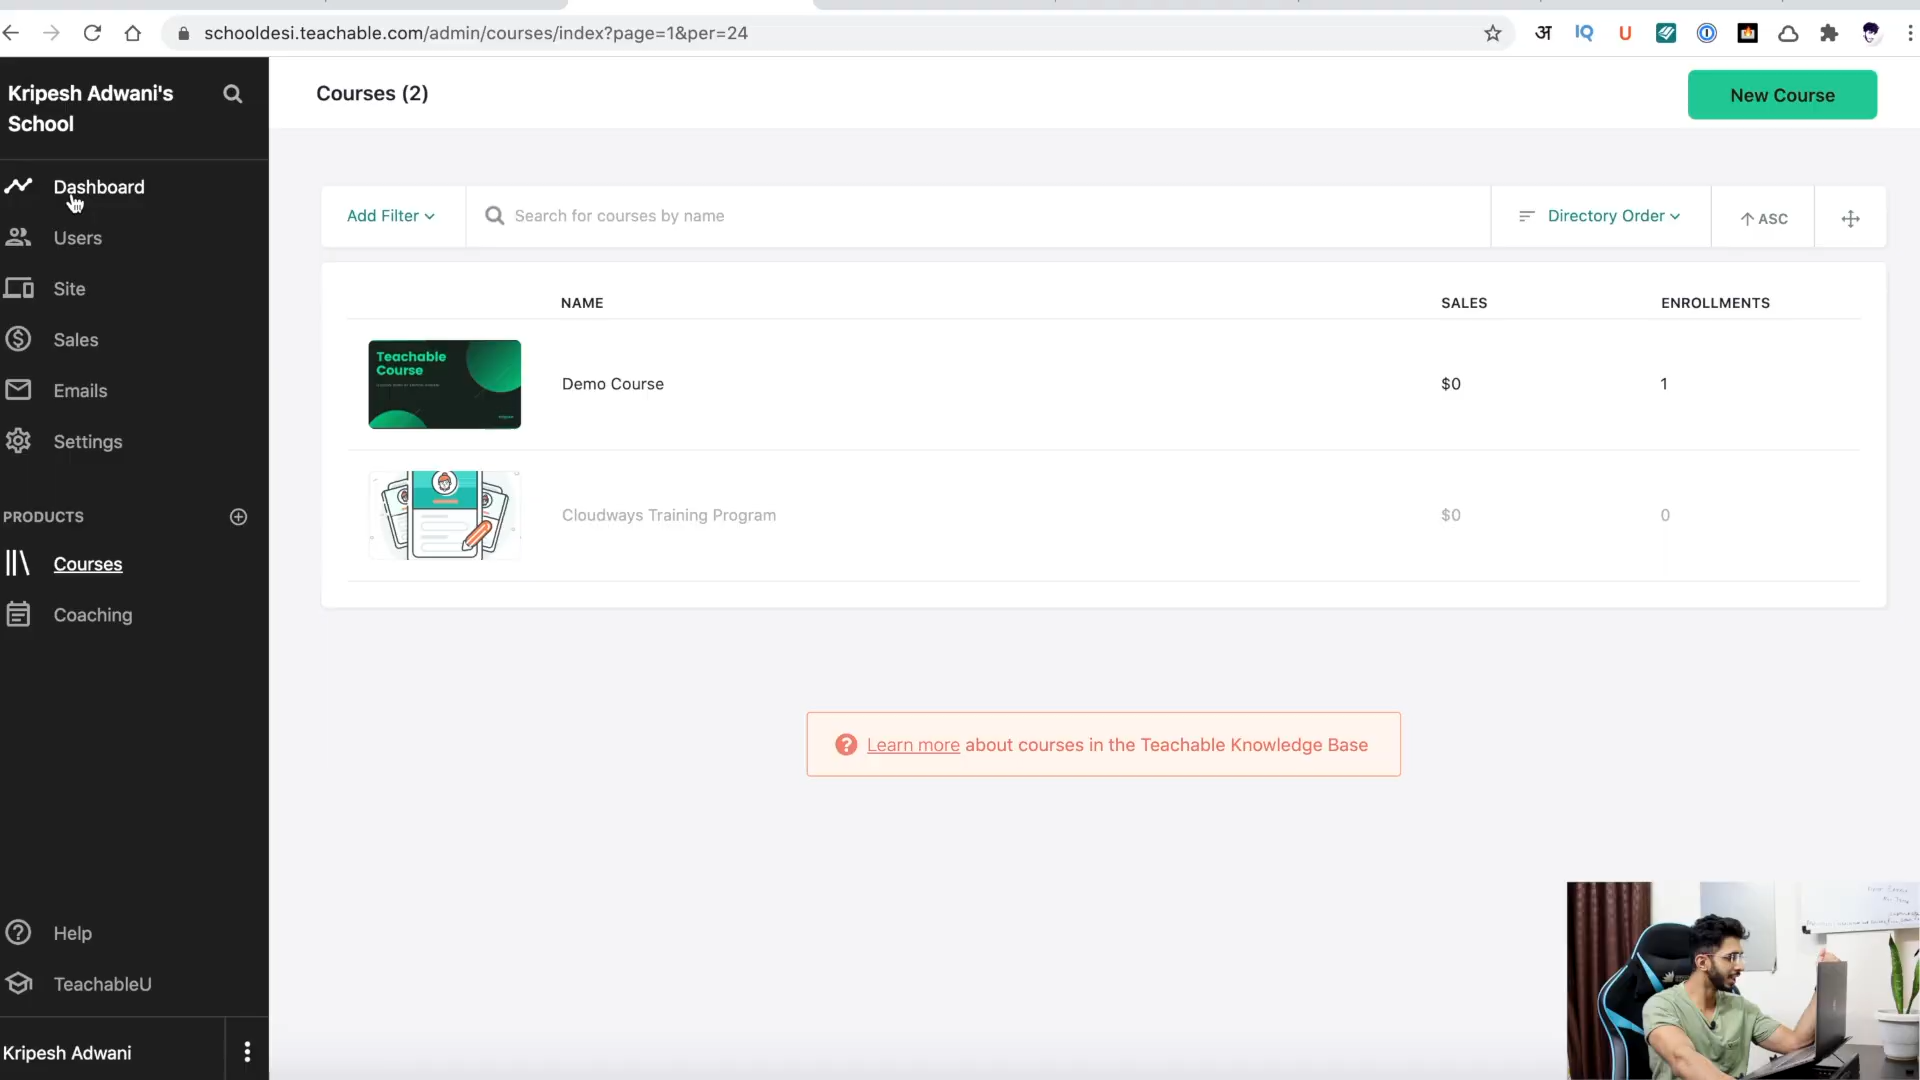 schooldesi.teachable.com/admin/courses/index?page=1&per=24
अ
IQ
U
Kripesh Adwani's
School
Courses (2)
New Course
Dashboard
Users
Site
Sales
Emails
Settings
PRODUCTS
Courses
Coaching
Help
TeachableU
Kripesh Adwani
Add Filter
Search for courses by name
Directory Order
ASC
NAME
SALES
ENROLLMENTS
Teachable
Course
Demo Course
$0
1
Cloudways Training Program
$0
0
Learn more about courses in the Teachable Knowledge Base